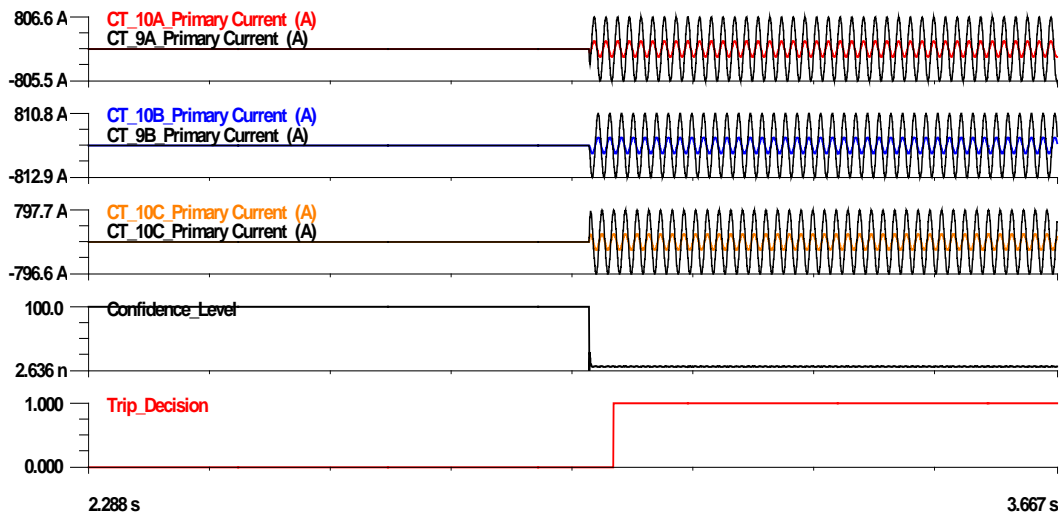 806.6 A
CT_10A_Primary Current (A)
CT_9A_Primary Current (A)
-805.5 A
810.8 A
CT_10B_Primary Current (A)
CT_9B_Primary Current (A)
-812.9 A
797.7 A
CT_10C_Primary Current (A)
CT_10C_Primary Current (A)
-796.6 A
100.0
Confidence_Level
2.636 n
1.000
Trip_Decision
0.000
2.288 s
3.667 s